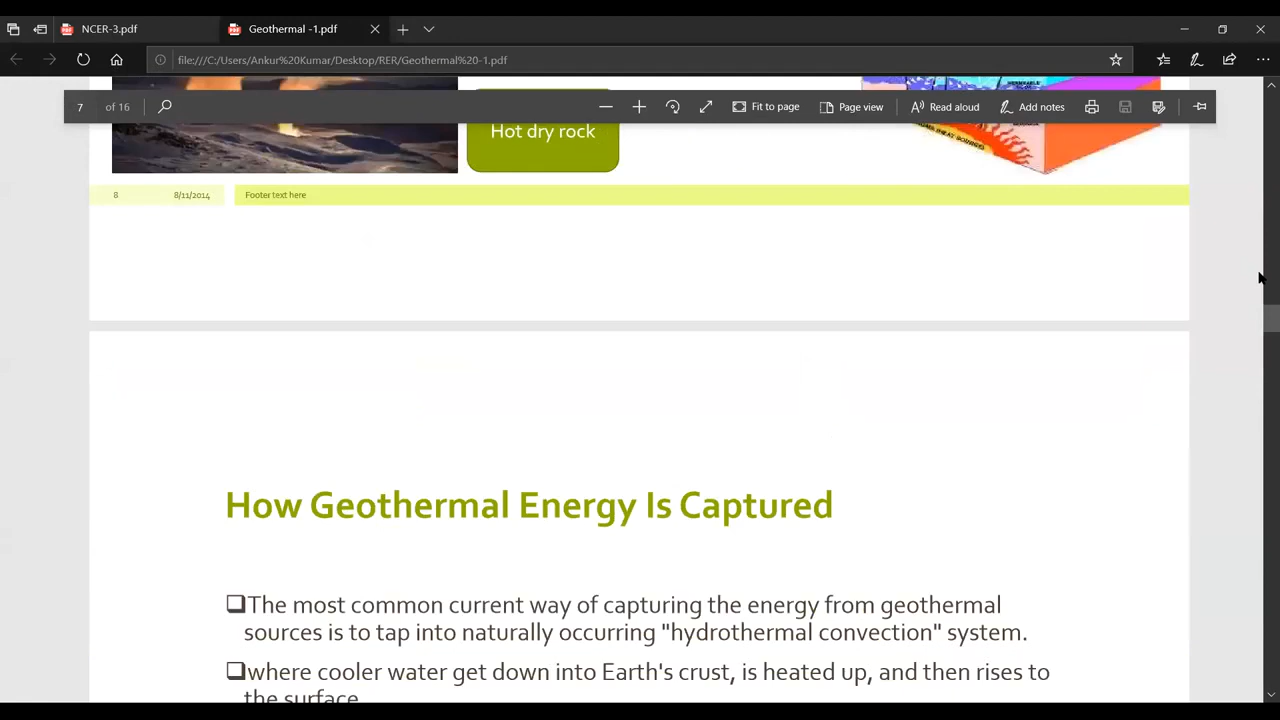 NCER-3.pdf
Geothermal -1.pdf
file:///C:/Users/Ankur%20Kumar/Desktop/RER/Geothermal%20-1.pdf
7 of 16
Fit to page
Page view
Read aloud
Add notes
Hot dry rock
8
8/11/2014
Footer text here
How Geothermal Energy Is Captured
❑The most common current way of capturing the energy from geothermal
sources is to tap into naturally occurring "hydrothermal convection" system.
❑where cooler water get down into Earth's crust, is heated up, and then rises to
the surface